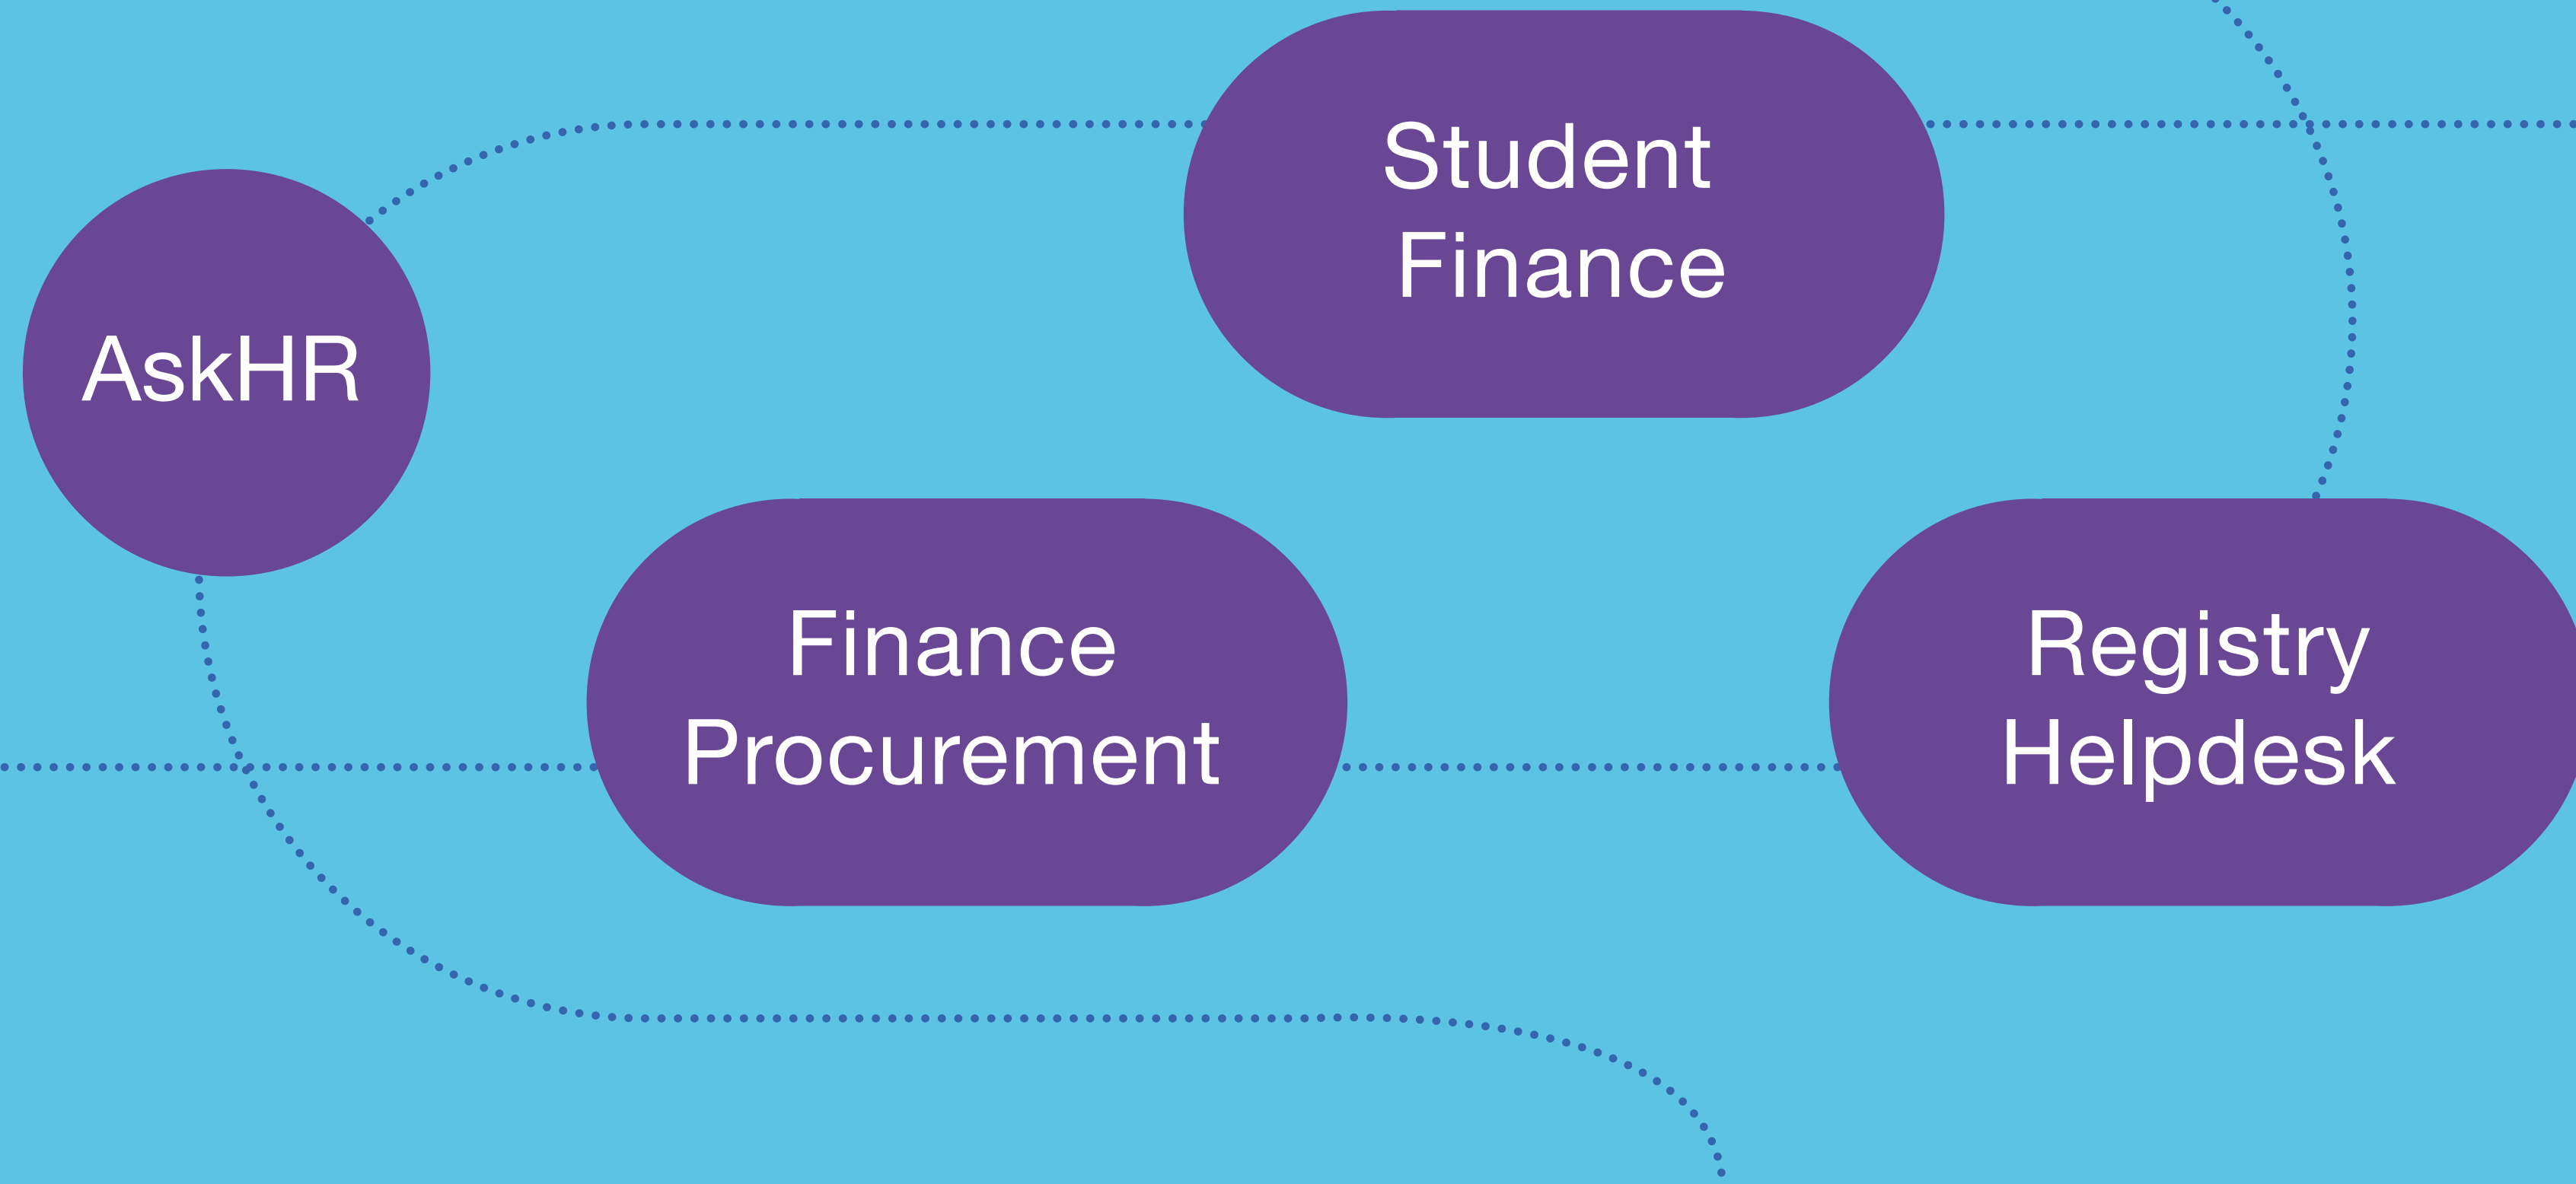 Student
Finance
AskHR
Finance
Procurement
Registry
Helpdesk